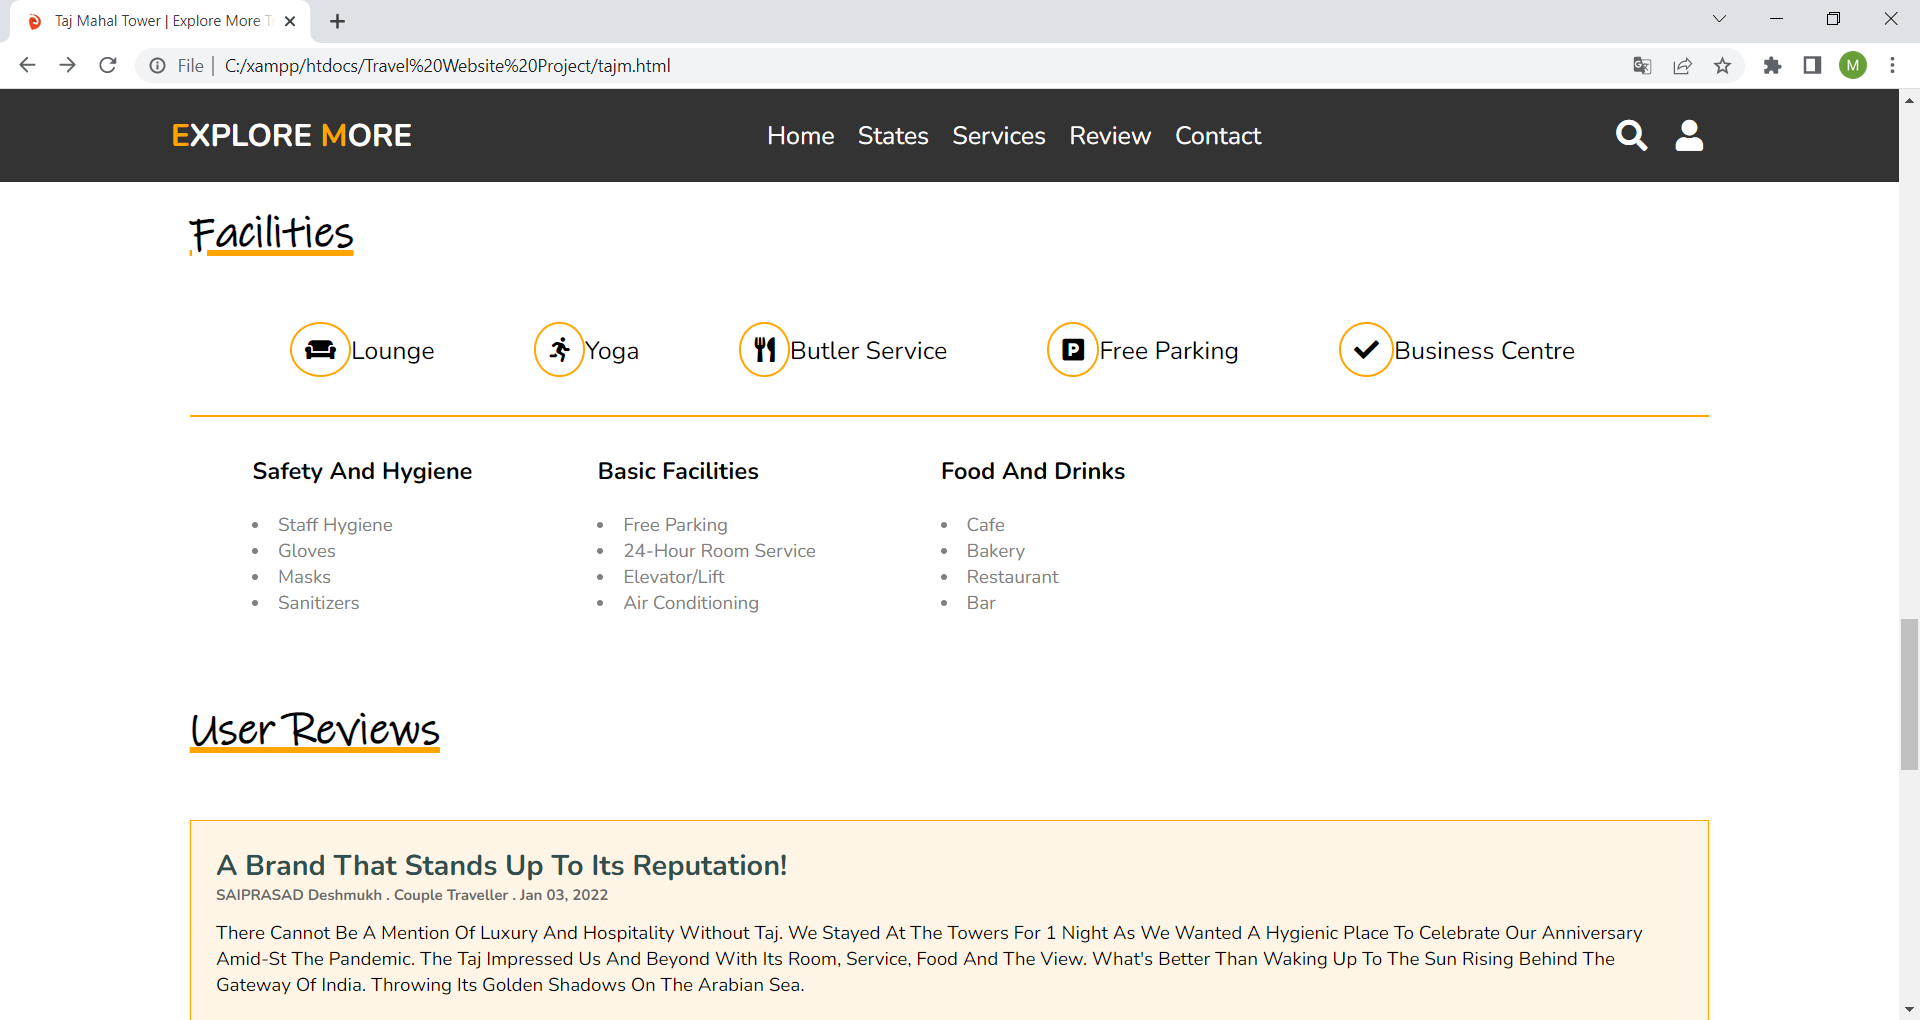 Taj Mahal Tower | Explore More T
File | C:/xampp/htdocs/Travel%20Website%20Project/tajm.html
M
EXPLORE MORE
Home States Services Review Contact
Facilities
Lounge Yoga Butler Service Free Parking Business Centre
Safety And Hygiene
Staff Hygiene
Gloves
Masks
Sanitizers
Basic Facilities
Free Parking
24-Hour Room Service
Elevator/Lift
Air Conditioning
Food And Drinks
Cafe
Bakery
Restaurant
Bar
User Reviews
A Brand That Stands Up To Its Reputation!
SAIPRASAD Deshmukh . Couple Traveller . Jan 03, 2022
There Cannot Be A Mention Of Luxury And Hospitality Without Taj. We Stayed At The Towers For 1 Night As We Wanted A Hygienic Place To Celebrate Our Anniversary
Amid-St The Pandemic. The Taj Impressed Us And Beyond With Its Room, Service, Food And The View. What's Better Than Waking Up To The Sun Rising Behind The
Gateway Of India. Throwing Its Golden Shadows On The Arabian Sea.